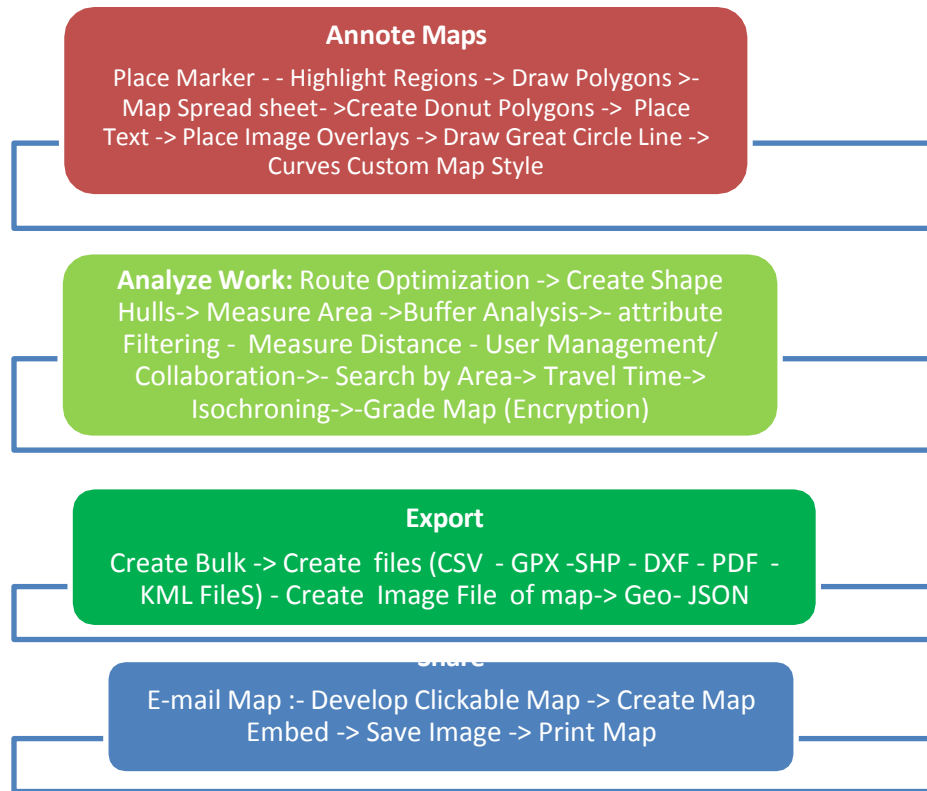 Annote Maps
Place Marker - - Highlight Regions -> Draw Polygons >-
Map Spread sheet- >Create Donut Polygons -> Place
Text -> Place Image Overlays -> Draw Great Circle Line ->
Curves Custom Map Style
Analyze Work: Route Optimization -> Create Shape
Hulls-> Measure Area ->Buffer Analysis->- attribute
Filtering - Measure Distance - User Management/
Collaboration->- Search by Area-> Travel Time->
Isochroning->-Grade Map (Encryption)
Export
Create Bulk -> Create files (CSV - GPX -SHP - DXF - PDF -
KML FileS) - Create Image File of map-> Geo- JSON
Share
E-mail Map :- Develop Clickable Map -> Create Map
Embed -> Save Image -> Print Map